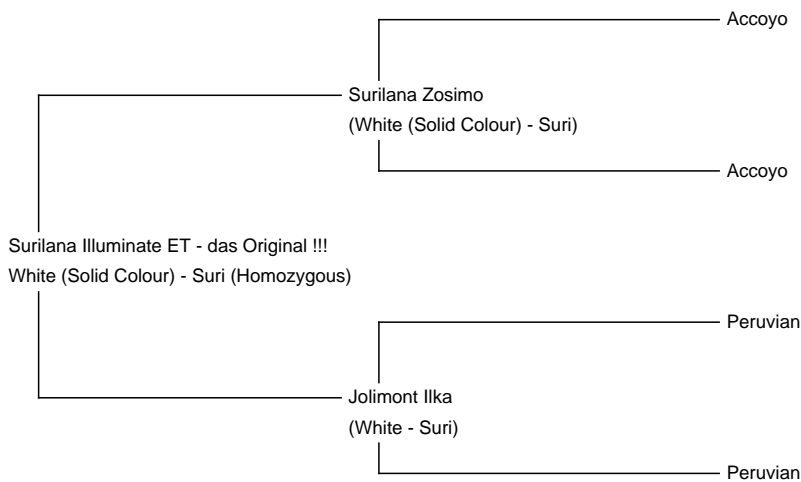 Accoyo
Surilana Zosimo
(White (Solid Colour) - Suri)
Accoyo
Surilana Illuminate ET - das Original !!!
White (Solid Colour) - Suri (Homozygous)
Peruvian
Jolimont Ilka
(White - Suri)
Peruvian